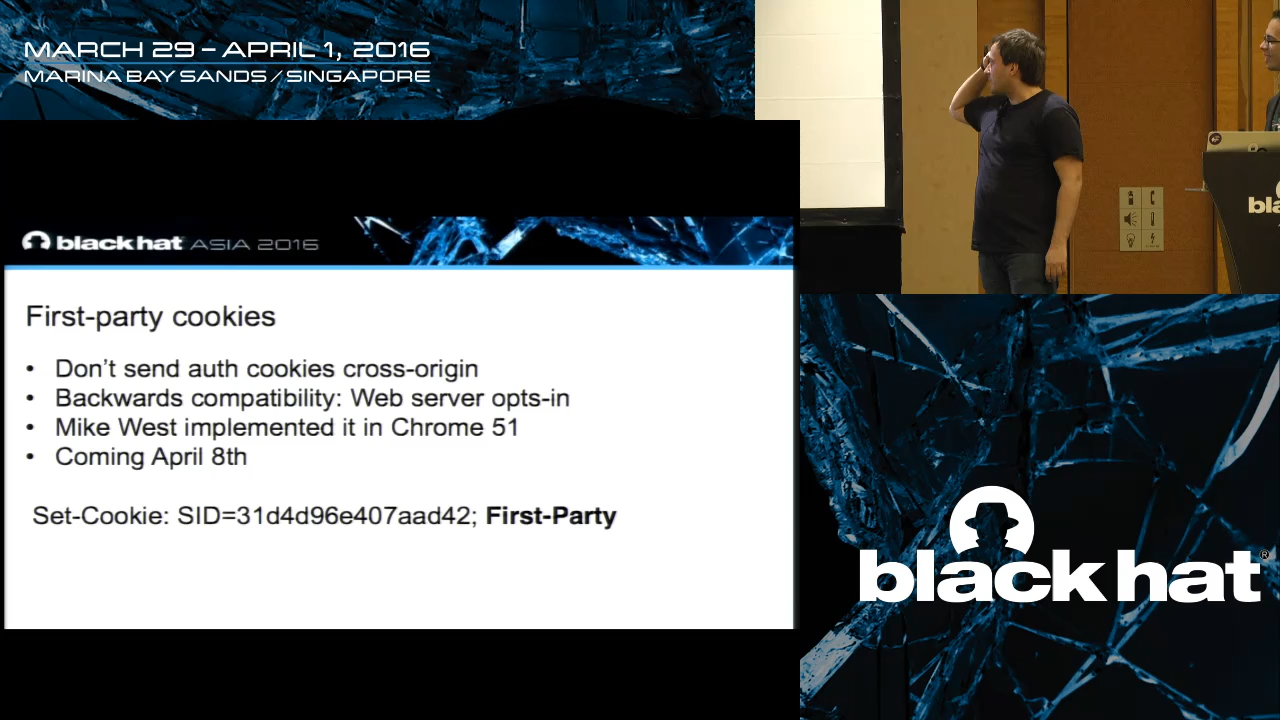 MARCH 29 – APRIL 1, 2016
MARINA BAY SANDS / SINGAPORE
black hat ASIA 2016
First-party cookies
• Don’t send auth cookies cross-origin
• Backwards compatibility: Web server opts-in
• Mike West implemented it in Chrome 51
• Coming April 8th
Set-Cookie: SID=31d4d96e407aad42; First-Party
bla
black hat®